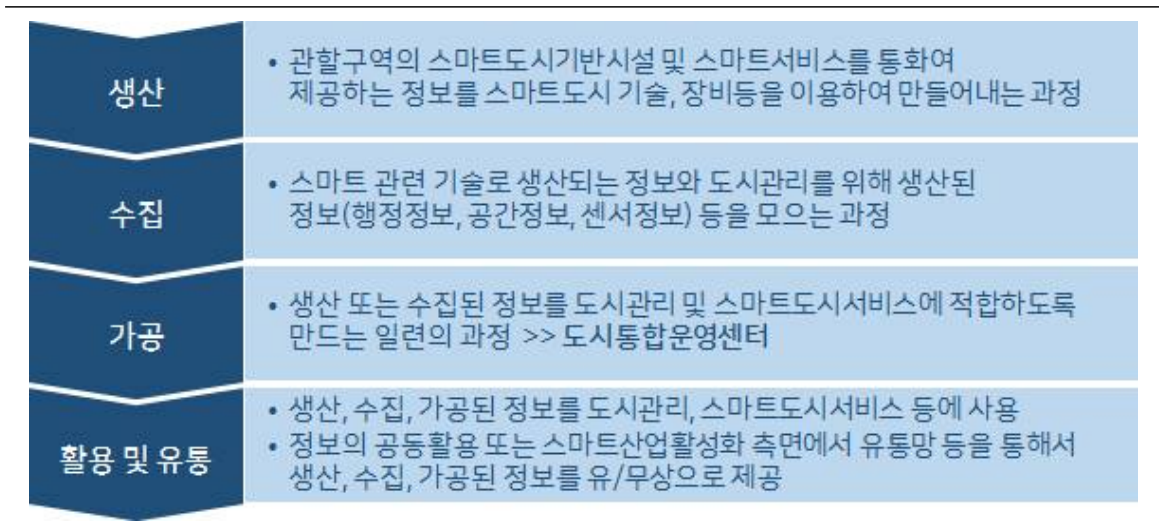 생산
• 관할구역의 스마트도시기반시설 및 스마트서비스를 통화여
제공하는 정보를 스마트도시 기술, 장비등을 이용하여 만들어내는 과정
수집
• 스마트 관련 기술로 생산되는 정보와 도시관리를 위해 생산된
정보(행정정보, 공간정보, 센서정보) 등을 모으는 과정
가공
• 생산 또는 수집된 정보를 도시관리 및 스마트도시서비스에 적합하도록
만드는 일련의 과정 >> 도시통합운영센터
활용 및 유통
• 생산, 수집, 가공된 정보를 도시관리, 스마트도시서비스 등에 사용
• 정보의 공동활용 또는 스마트산업활성화 측면에서 유통망 등을 통해서
생산, 수집, 가공된 정보를 유/무상으로 제공